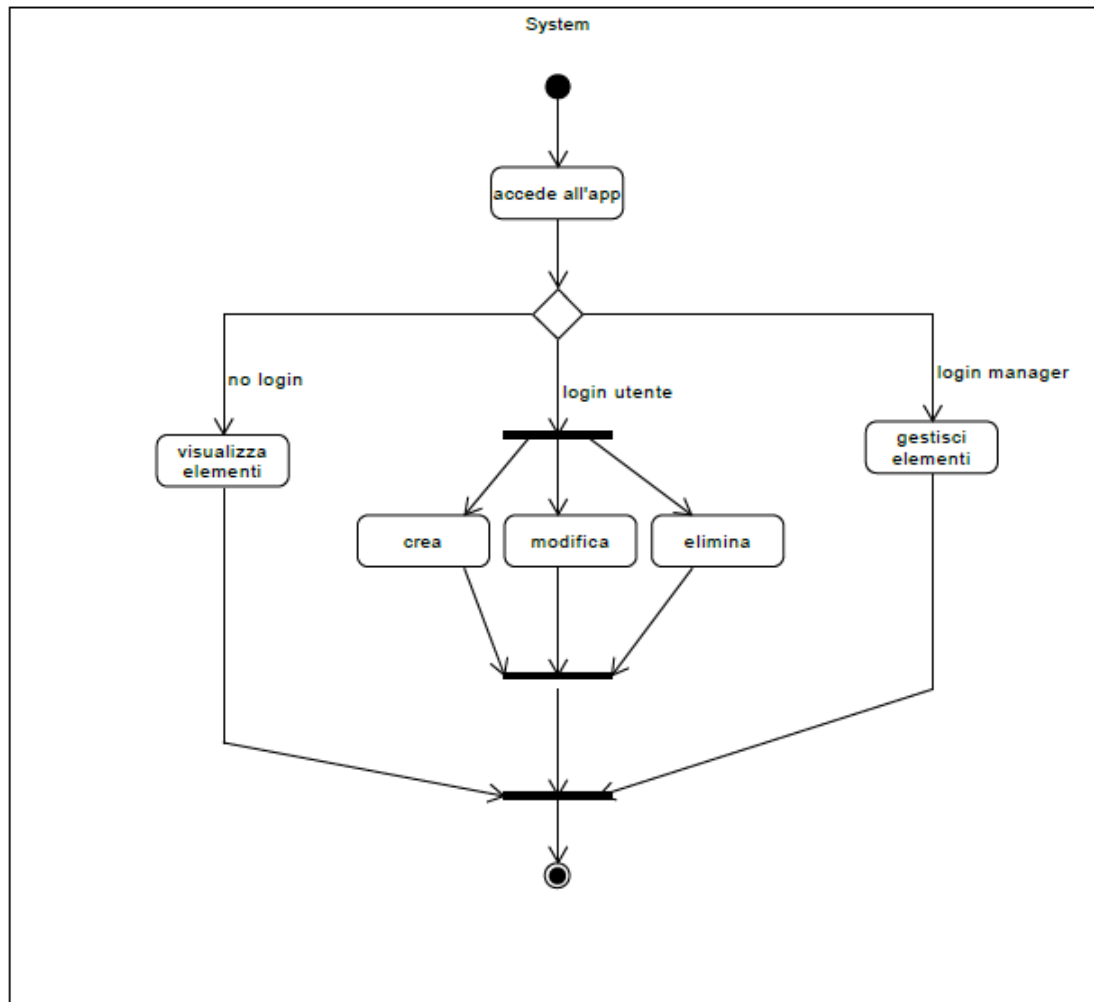 System
accede all'app
no login
login utente
login manager
visualizza
elementi
gestisci
elementi
crea
modifica
elimina